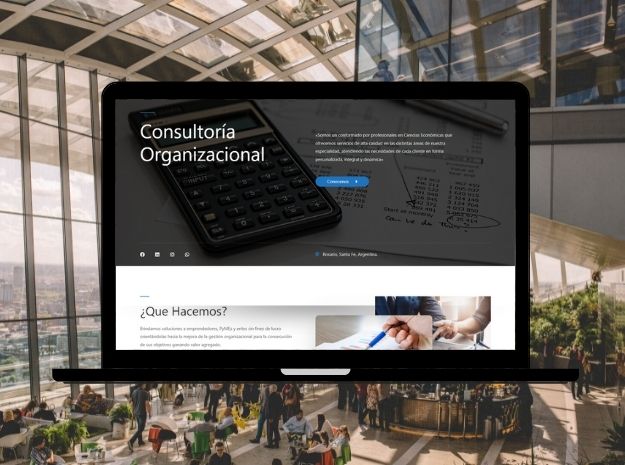 Consultoría
Organizacional
«Somos un conformado por profesionales en Ciencias Económicas que
ofrecemos servicios de alta calidad en las distintas áreas de nuestra
especialidad, atendiendo las necesidades de cada cliente en forma
personalizada, integral y dinámica»
Conocenos
Rosario, Santa Fe, Argentina.
¿Que Hacemos?
Brindamos soluciones a emprendedores, PyMEs y entes sin fines de lucro
orientándolas hacia la mejora de la gestión organizacional para la consecución
de sus objetivos generando valor agregado.